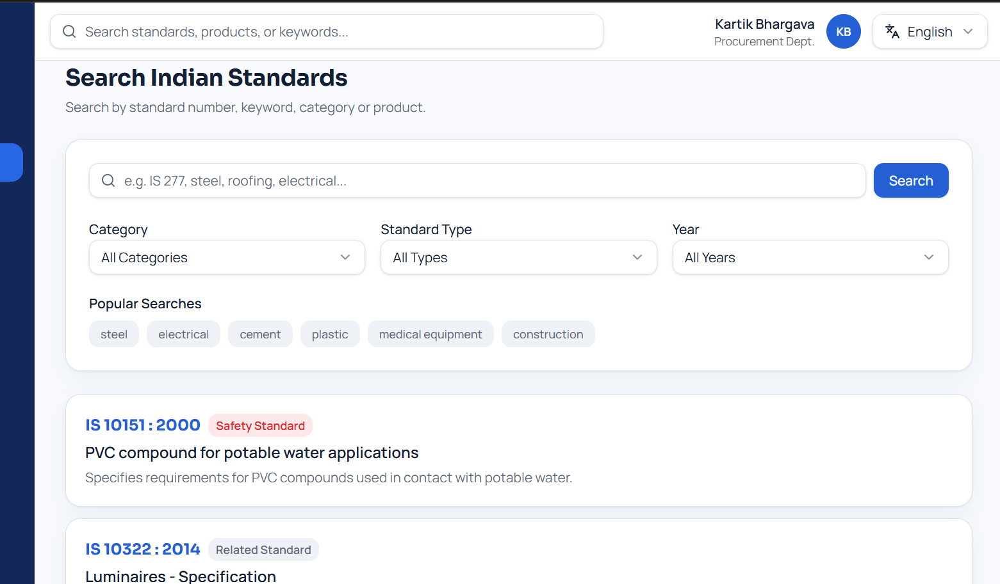 Search standards, products, or keywords...
Kartik Bhargava
Procurement Dept.
KB
English
Search Indian Standards
Search by standard number, keyword, category or product.
e.g. IS 277, steel, roofing, electrical...
Search
Category
Standard Type
Year
All Categories
All Types
All Years
Popular Searches
steel
electrical
cement
plastic
medical equipment
construction
IS 10151 : 2000
Safety Standard
PVC compound for potable water applications
Specifies requirements for PVC compounds used in contact with potable water.
IS 10322 : 2014
Related Standard
Luminaires - Specification